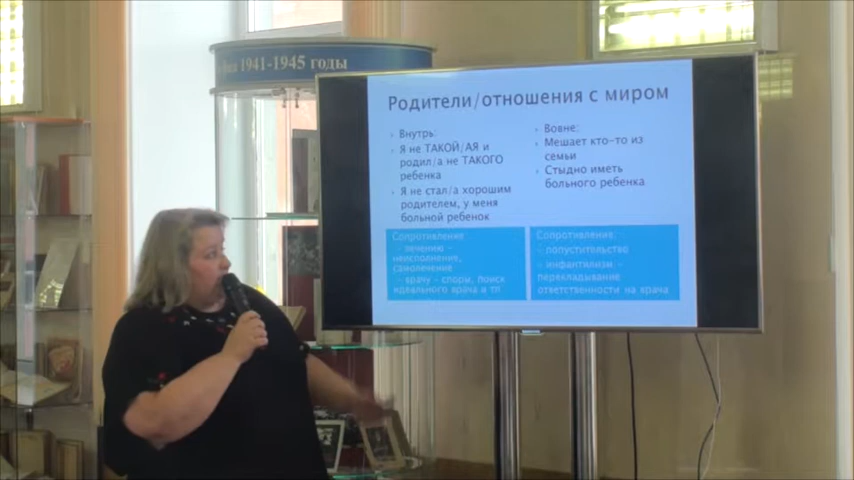 1941-1945 годы
Родители/отношения с миром
Внутрь:
Я не ТАКОЙ/АЯ и
родил/а не ТАКОГО
ребенка
Я не стал/а хорошим
родителем, у меня
больной ребенок
Вовне:
Мешает кто-то из
семьи
Стыдно иметь
больного ребенка
Сопротивление
- лечению -
неисполнение,
самолечение
- врачу - споры, поиск
идеального врача и тп
Сопротивление:
- попустительство
- инфантилизм -
перекладывание
ответственности на врача